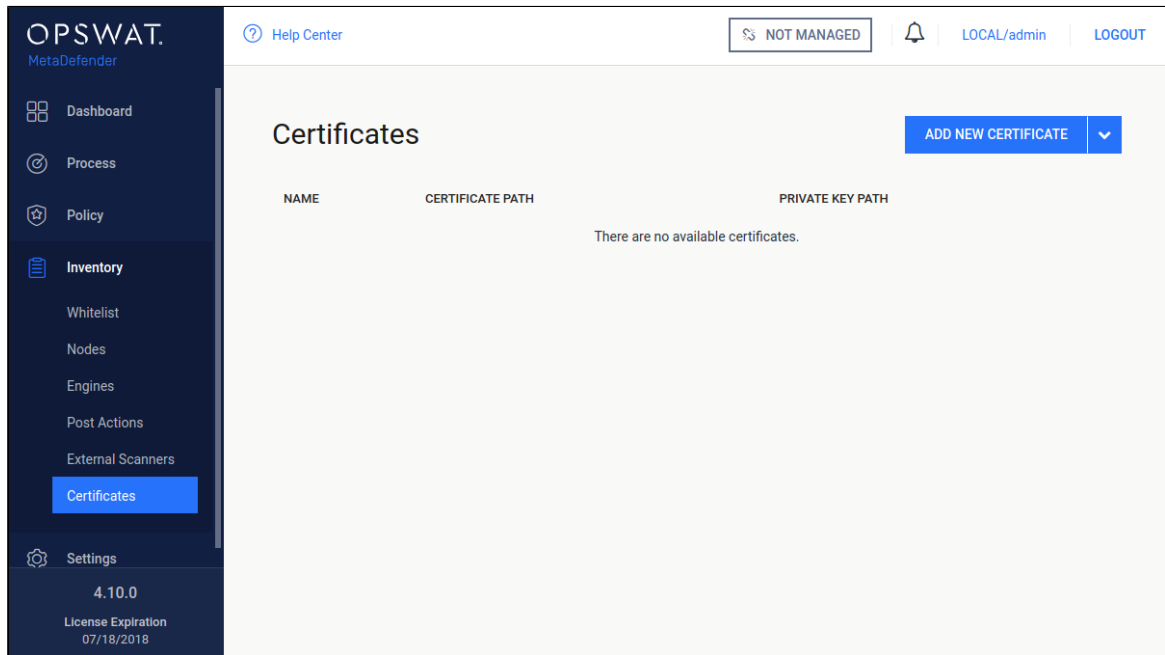 OPSWAT.
MetaDefender
Help Center
NOT MANAGED
LOCAL/admin
LOGOUT
Dashboard
Process
Policy
Inventory
Whitelist
Nodes
Engines
Post Actions
External Scanners
Certificates
Settings
4.10.0
License Expiration
07/18/2018
Certificates
ADD NEW CERTIFICATE
NAME CERTIFICATE PATH PRIVATE KEY PATH
There are no available certificates.